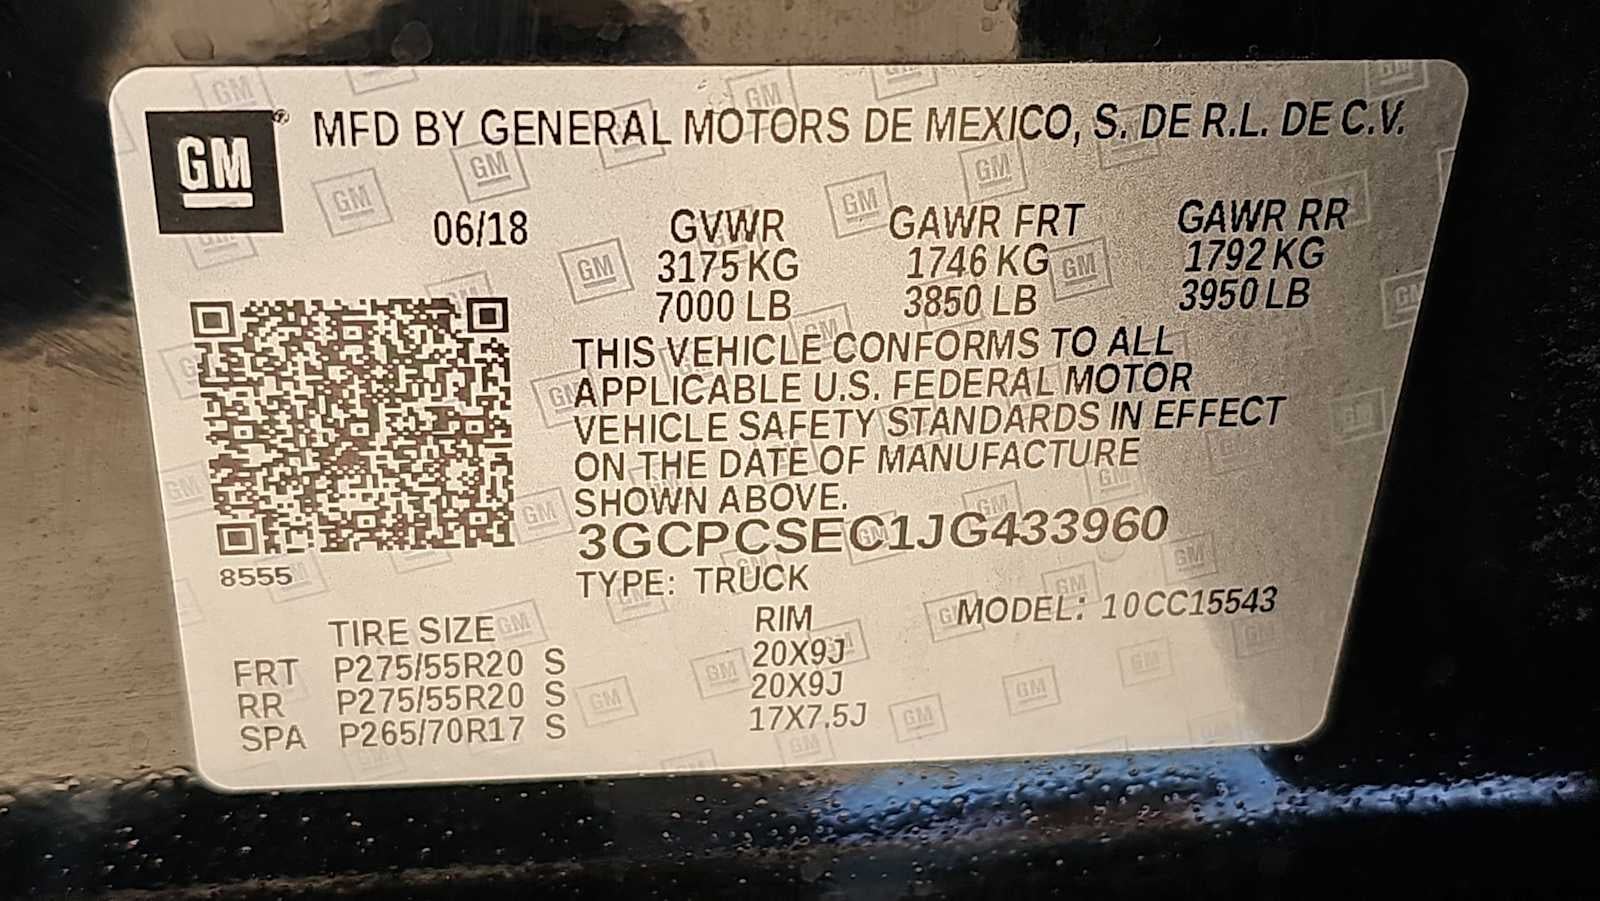 GM® MFD BY GENERAL MOTORS DE MEXICO, S. DE R.L. DE C.V.
06/18 GVWR GAWR FRT GAWR RR
3175 KG 1746 KG 1792 KG
7000 LB 3850 LB 3950 LB
THIS VEHICLE CONFORMS TO ALL
APPLICABLE U.S. FEDERAL MOTOR
VEHICLE SAFETY STANDARDS IN EFFECT
ON THE DATE OF MANUFACTURE
SHOWN ABOVE.
3GCPCSEC1JG433960
8555 TYPE: TRUCK
MODEL: 10CC15543
TIRE SIZE RIM
FRT P275/55R20 S 20X9J
RR P275/55R20 S 20X9J
SPA P265/70R17 S 17X7.5J